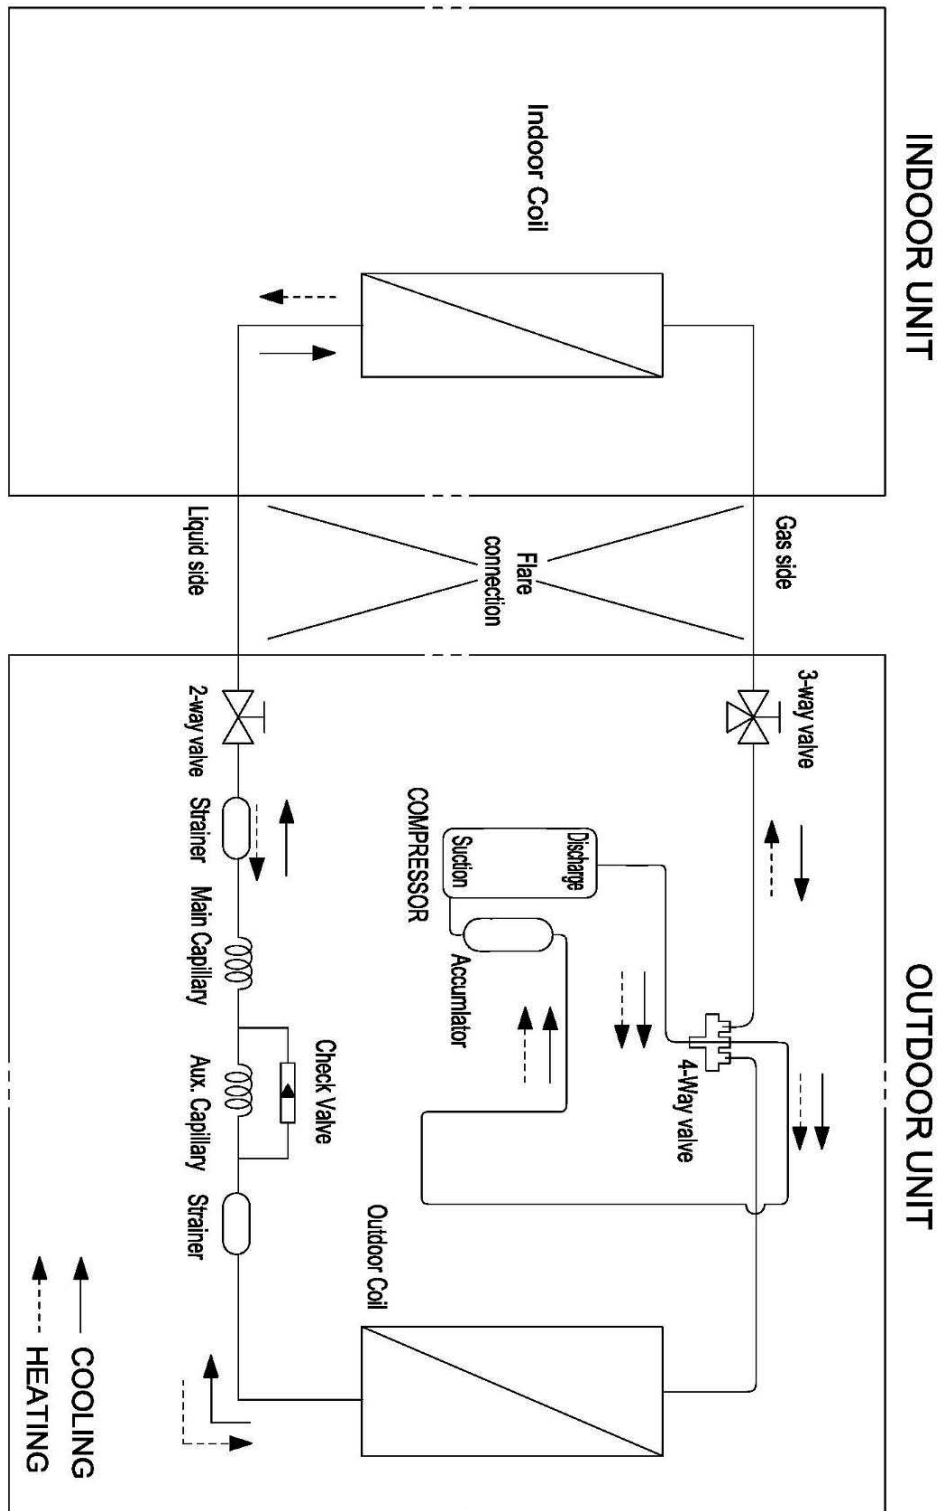 INDOOR UNIT
OUTDOOR UNIT
Gas side
3-way valve
4-Way valve
Indoor Coil
Flare
connection
Discharge
Suction
COMPRESSOR
Accumlator
Outdoor Coil
Check Valve
Liquid side
2-way valve
Strainer
Main Capillary
Aux. Capillary
Strainer
COOLING
HEATING